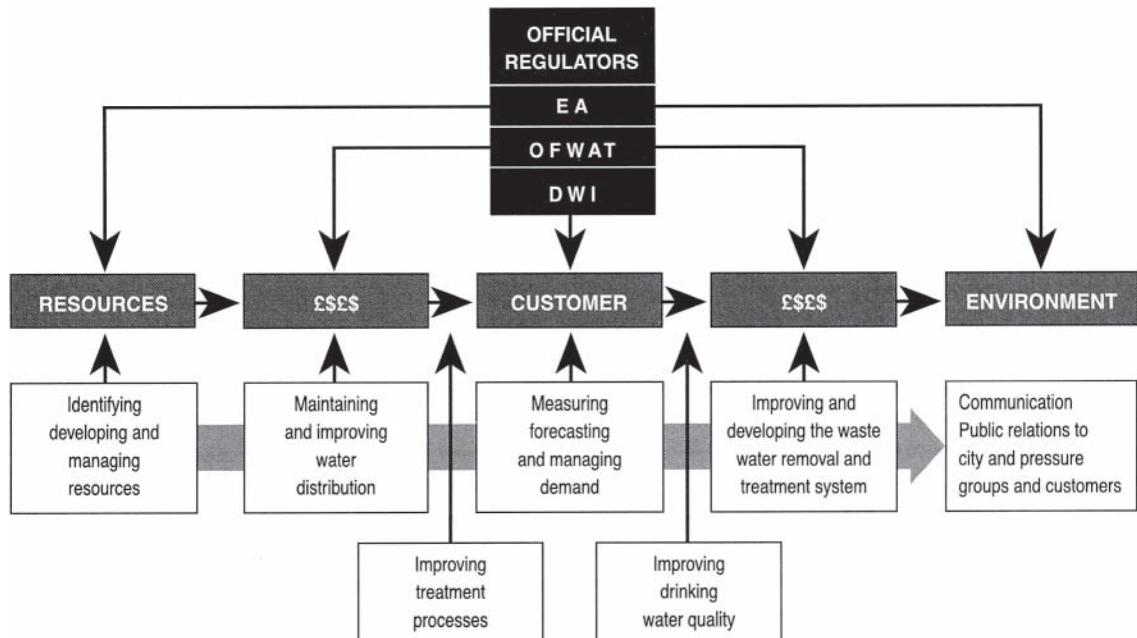 OFFICIAL
REGULATORS
E A
O F W A T
D W I
RESOURCES
£$£$
CUSTOMER
£$£$
ENVIRONMENT
Identifying
developing and
managing
resources
Maintaining
and improving
water
distribution
Measuring
forecasting
and managing
demand
Improving and
developing the waste
water removal and
treatment system
Communication
Public relations to
city and pressure
groups and customers
Improving
treatment
processes
Improving
drinking
water quality